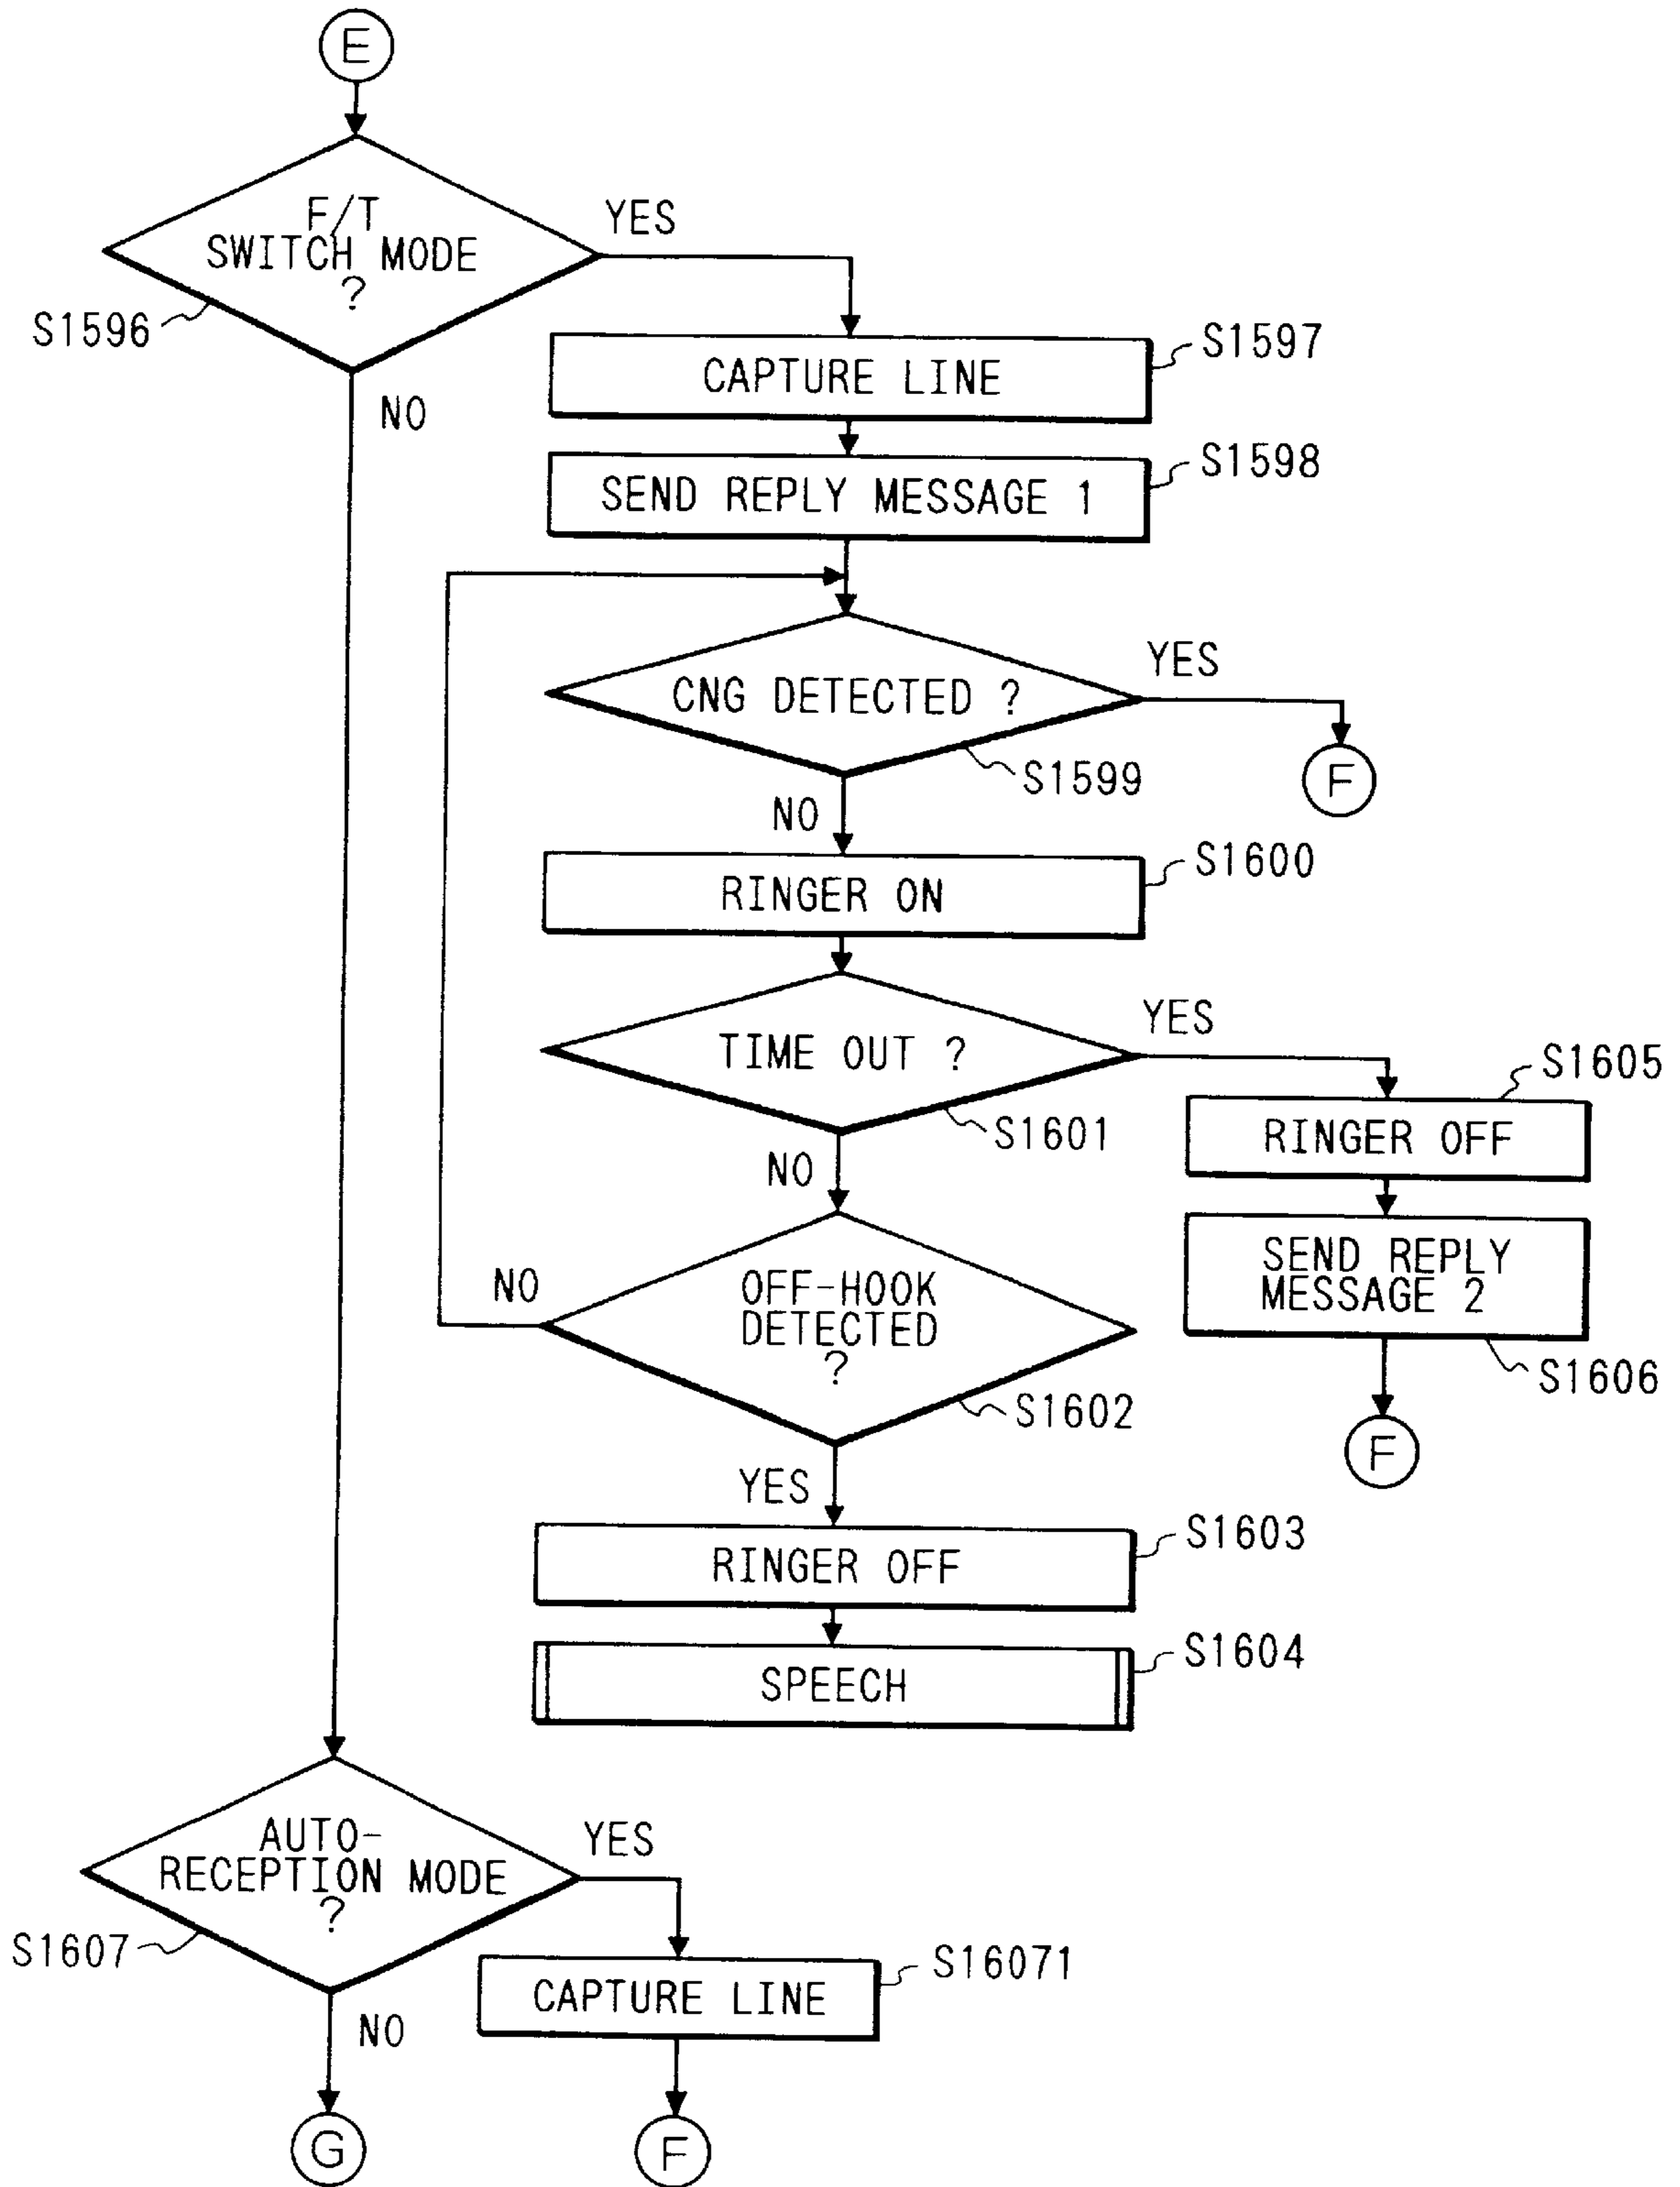 E
F/T
SWITCH MODE
?
YES
S1596
NO
CAPTURE LINE
S1597
SEND REPLY MESSAGE 1
S1598
CNG DETECTED ?
YES
S1599
F
NO
RINGER ON
S1600
TIME OUT ?
YES
S1601
NO
S1605
RINGER OFF
SEND REPLY
MESSAGE 2
S1606
F
OFF-HOOK
DETECTED
?
NO
S1602
YES
RINGER OFF
S1603
SPEECH
S1604
AUTO-
RECEPTION MODE
?
YES
S1607
NO
CAPTURE LINE
S16071
G
F